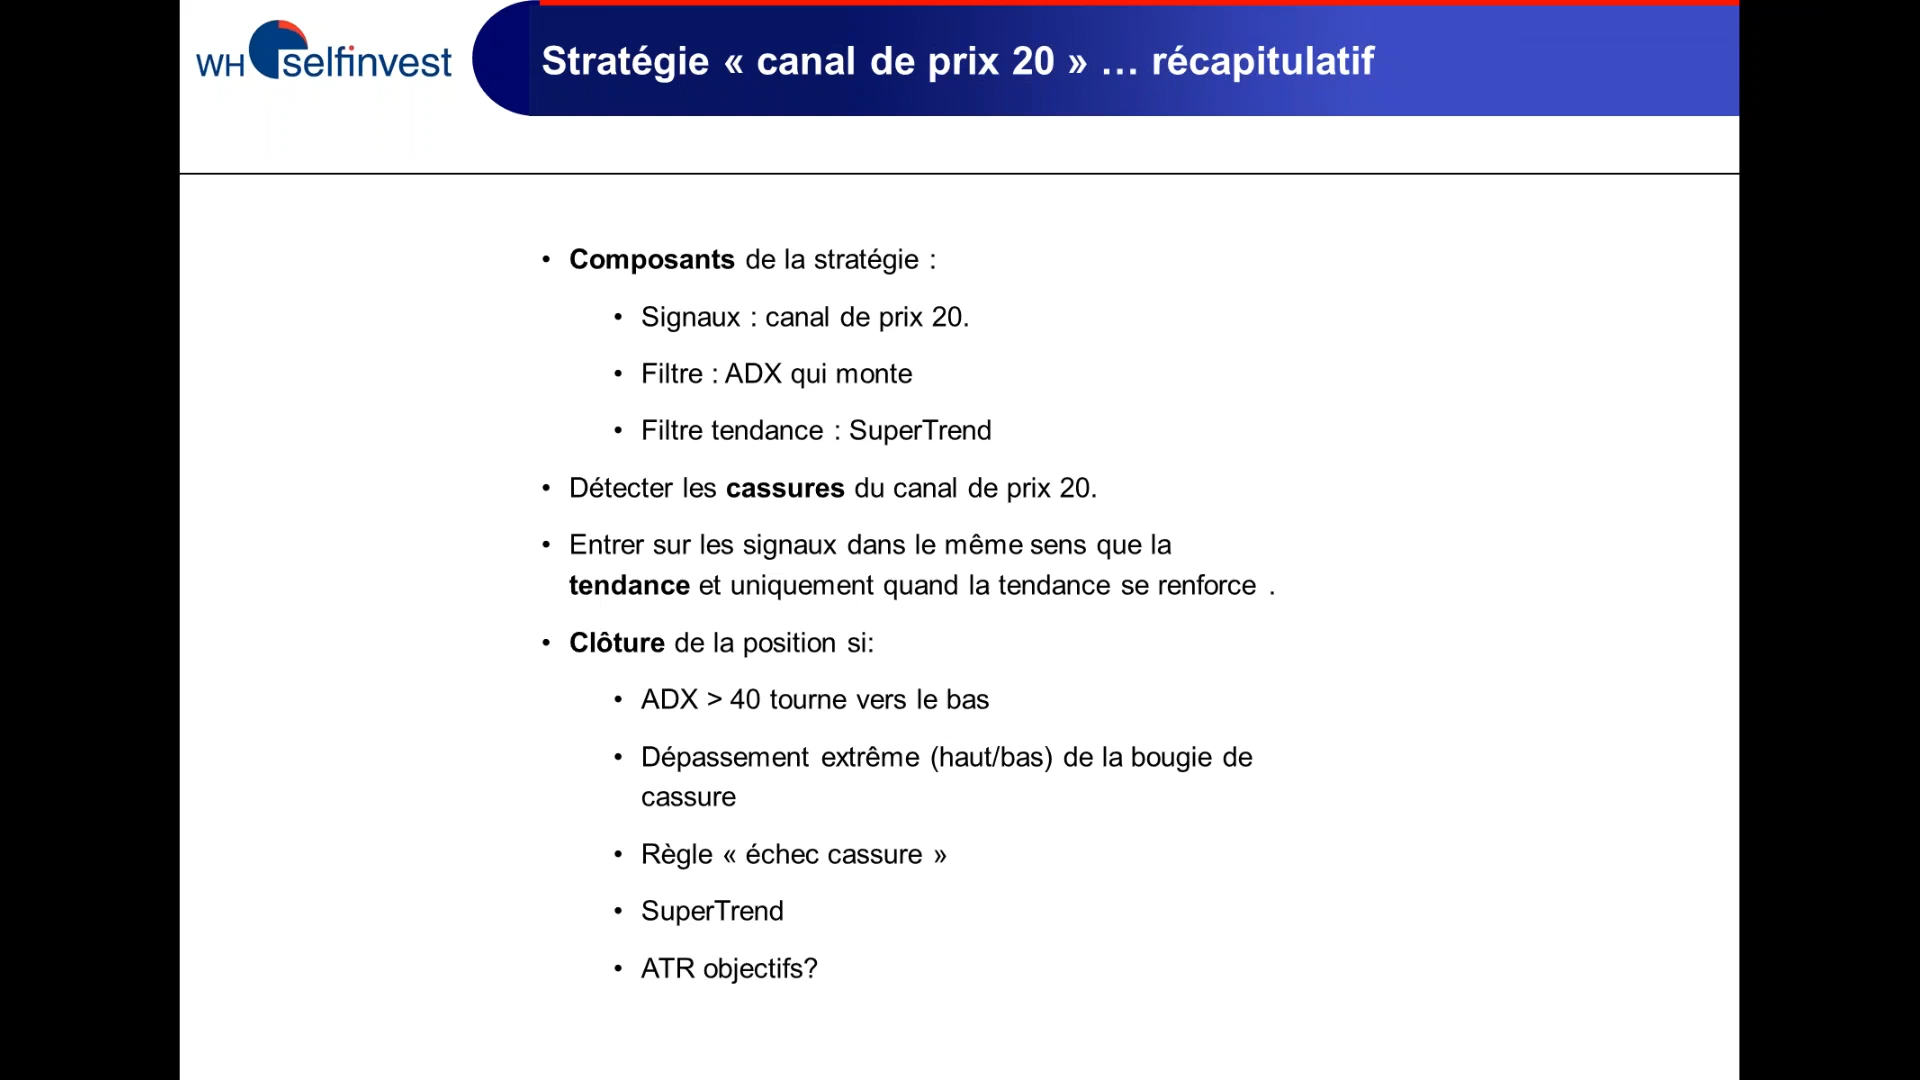 WH selfinvest
Stratégie « canal de prix 20 » … récapitulatif
• Composants de la stratégie :
• Signaux : canal de prix 20.
• Filtre : ADX qui monte
• Filtre tendance : SuperTrend
• Détecter les cassures du canal de prix 20.
• Entrer sur les signaux dans le même sens que la
tendance et uniquement quand la tendance se renforce .
• Clôture de la position si:
• ADX > 40 tourne vers le bas
• Dépassement extrême (haut/bas) de la bougie de
cassure
• Règle « échec cassure »
• SuperTrend
• ATR objectifs?